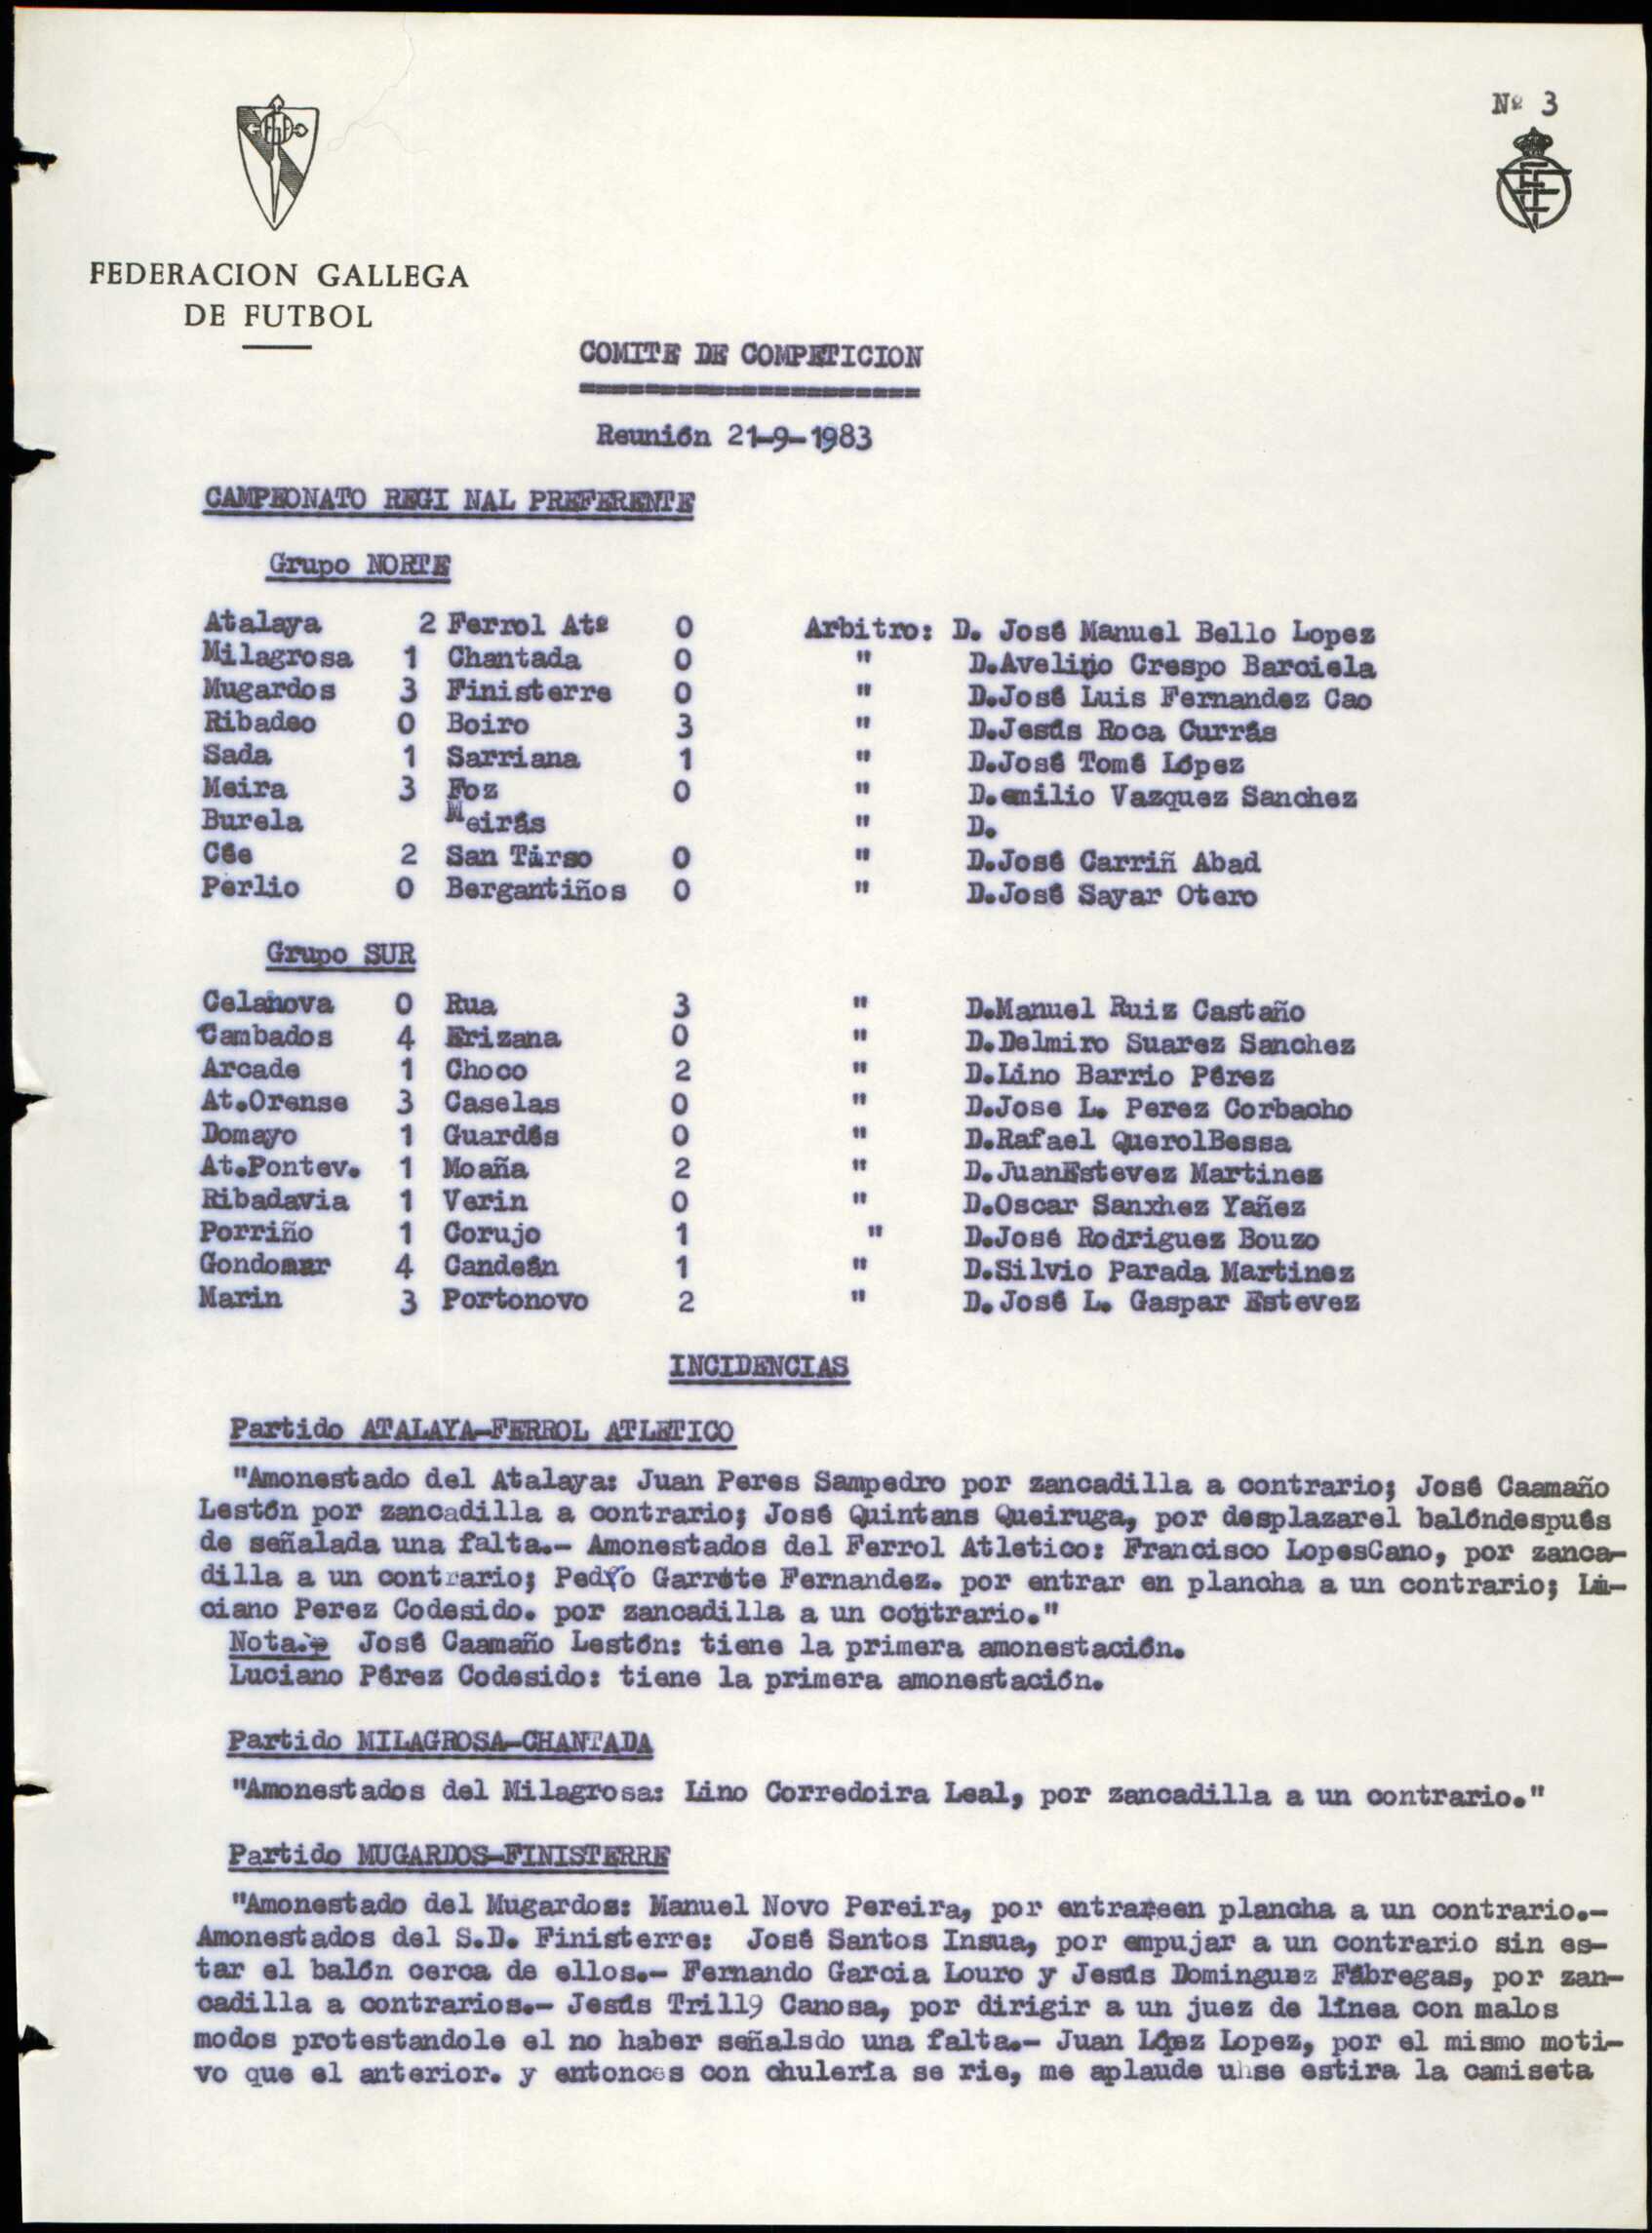 Nº 3
FEDERACION GALLEGA
DE FUTBOL
COMITE DE COMPETICION
=====================
Reunión 21-9-1983
CAMPEONATO REGI NAL PREFERENTE
Grupo NORTE
Atalaya 2 Ferrol Atº 0 Arbitro: D. José Manuel Bello Lopez
Milagrosa 1 Chantada 0 " D.Avelino Crespo Barciela
Mugardos 3 Finisterre 0 " D.José Luis Fernandez Cao
Ribadeo 0 Boiro 3 " D.Jesús Roca Currás
Sada 1 Sarriana 1 " D.José Tomé López
Meira 3 Foz 0 " D.emilio Vazquez Sanchez
Burela Meirás " D.
Cée 2 San Tirso 0 " D.José Carriñ Abad
Perlio 0 Bergantiños 0 " D.José Sayar Otero
Grupo SUR
Celanova 0 Rua 3 " D.Manuel Ruiz Castaño
Cambados 4 Erizana 0 " D.Delmiro Suarez Sanchez
Arcade 1 Choco 2 " D.Lino Barrio Pérez
At.Orense 3 Caselas 0 " D.Jose L. Perez Corbacho
Domayo 1 Guardés 0 " D.Rafael QuerolBessa
At.Pontev. 1 Moaña 2 " D.JuanEstevez Martinez
Ribadavia 1 Verin 0 " D.Oscar Sanxhez Yañez
Porriño 1 Corujo 1 " D.José Rodriguez Bouzo
Gondomar 4 Candeán 1 " D.Silvio Parada Martinez
Marin 3 Portonovo 2 " D.José L. Gaspar Estevez
INCIDENCIAS
Partido ATALAYA-FERROL ATLETICO
"Amonestado del Atalaya: Juan Peres Sampedro por zancadilla a contrario; José Caamaño
Lestón por zancadilla a contrario; José Quintans Queiruga, por desplazarel balóndespués
de señalada una falta.- Amonestados del Ferrol Atletico: Francisco LopesCano, por zanca-
dilla a un contrario; Pedro Garrote Fernandez. por entrar en plancha a un contrario; Lu-
ciano Perez Codesido. por zancadilla a un contrario."
Nota.- José Caamaño Lestón: tiene la primera amonestación.
Luciano Pérez Codesido: tiene la primera amonestación.
Partido MILAGROSA-CHANTADA
"Amonestados del Milagrosa: Lino Corredoira Leal, por zancadilla a un contrario."
Partido MUGARDOS-FINISTERRE
"Amonestado del Mugardos: Manuel Novo Pereira, por entrareen plancha a un contrario.-
Amonestados del S.D. Finisterre: José Santos Insua, por empujar a un contrario sin es-
tar el balón cerca de ellos.- Fernando Garcia Louro y Jesús Dominguez Fábregas, por zan-
cadilla a contrarios.- Jesús Trill9 Canosa, por dirigir a un juez de línea con malos
modos protestandole el no haber señalsdo una falta.- Juan López Lopez, por el mismo moti-
vo que el anterior. y entonces con chulería se rie, me aplaude uhse estira la camiseta